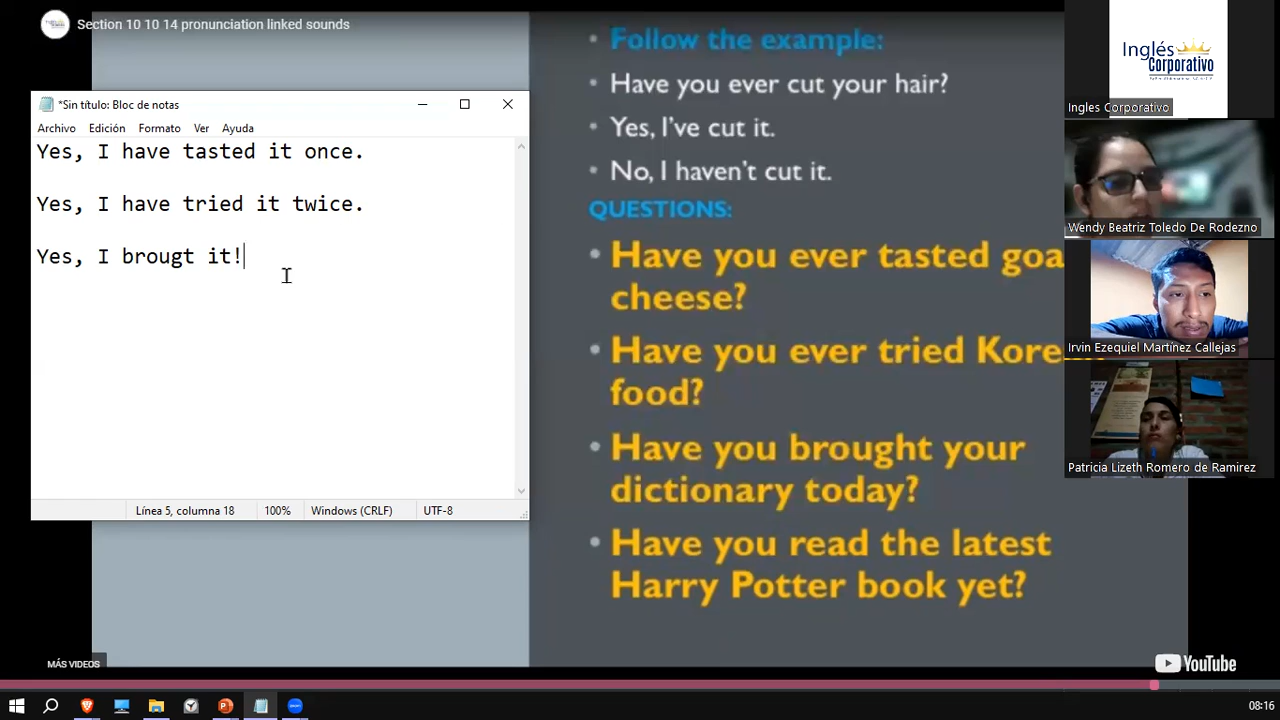 Section 10 10 14 pronunciation linked sounds
*Sin título: Bloc de notas
Archivo Edición Formato Ver Ayuda
Yes, I have tasted it once.
Yes, I have tried it twice.
Yes, I brougt it!
Línea 5, columna 18 100% Windows (CRLF) UTF-8
• Follow the example:
• Have you ever cut your hair?
• Yes, I've cut it.
• No, I haven't cut it.
QUESTIONS:
• Have you ever tasted goa
cheese?
• Have you ever tried Kore
food?
• Have you brought your
dictionary today?
• Have you read the latest
Harry Potter book yet?
Inglés
Corporativo
Ingles Corporativo
Wendy Beatriz Toledo De Rodezno
Irvin Ezequiel Martínez Callejas
Patricia Lizeth Romero de Ramirez
MÁS VIDEOS
YouTube
08:16